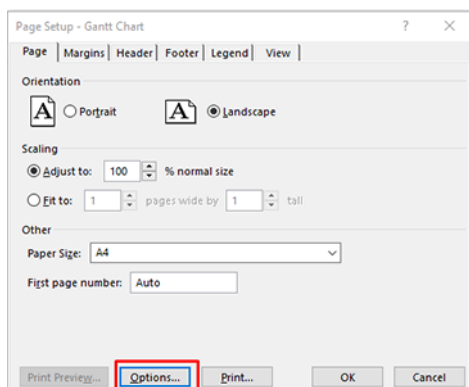 Page Setup - Gantt Chart ? ×
Page Margins Header Footer Legend View
Orientation
A Portrait A Landscape
Scaling
Adjust to: 100 % normal size
Fit to: 1 pages wide by 1 tall
Other
Paper Size: A4
First page number: Auto
Print Preview... Options... Print... OK Cancel